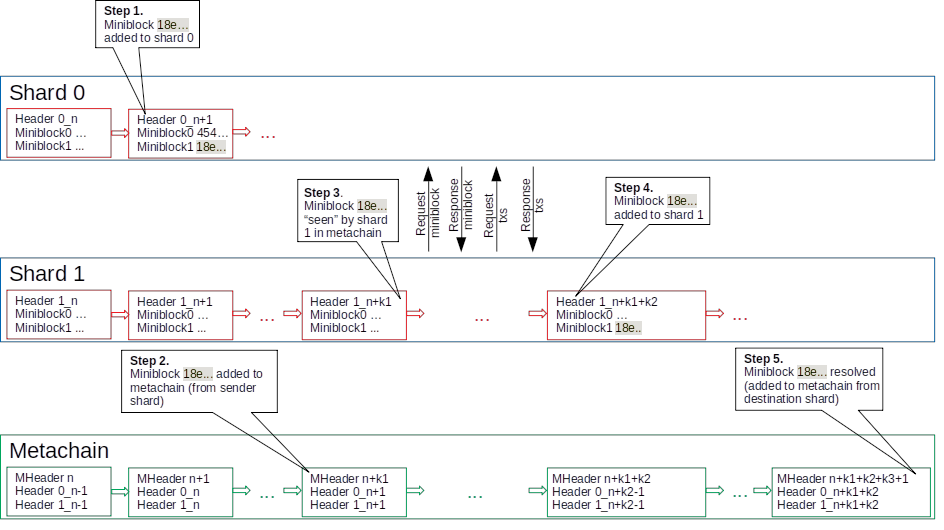 Step 1.
Miniblock 18e...
added to shard 0
Shard 0
Header 0_n
Miniblock0 ...
Miniblock1 ...
Header 0_n+1
Miniblock0 454...
Miniblock1 18e...
...
Request
miniblock
Response
miniblock
Request
txs
Response
txs
Step 3.
Miniblock 18e...
“seen” by shard
1 in metachain
Step 4.
Miniblock 18e...
added to shard 1
Shard 1
Header 1_n
Miniblock0 ...
Miniblock1 ...
Header 1_n+1
Miniblock0 ...
Miniblock1 ...
...
Header 1_n+k1
Miniblock0 ...
Miniblock1 ...
...
Header 1_n+k1+k2
Miniblock0 ...
Miniblock1 18e..
...
Step 2.
Miniblock 18e... added to
metachain (from sender
shard)
Step 5.
Miniblock 18e... resolved
(added to metachain from
destination shard)
Metachain
MHeader n
Header 0_n-1
Header 1_n-1
MHeader n+1
Header 0_n
Header 1_n
...
MHeader n+k1
Header 0_n+1
Header 1_n+1
...
MHeader n+k1+k2
Header 0_n+k2-1
Header 1_n+k2-1
...
MHeader n+k1+k2+k3+1
Header 0_n+k1+k2
Header 1_n+k1+k2